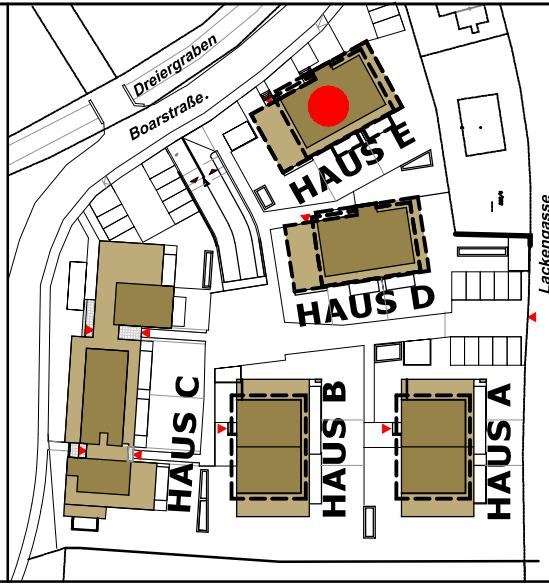 Dreiergraben
Boarstraße.
HAUS E
Lackengasse
HAUS D
HAUS C
HAUS B
HAUS A